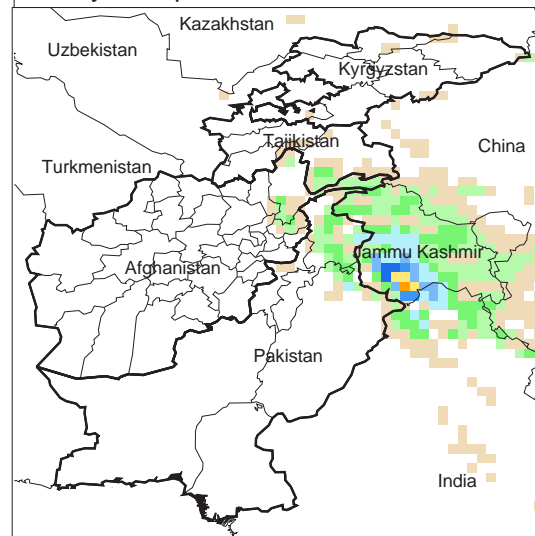 Kazakhstan
Uzbekistan
Kyrgyzstan
Tajikistan
China
Turkmenistan
Jammu Kashmir
Afghanistan
Pakistan
India